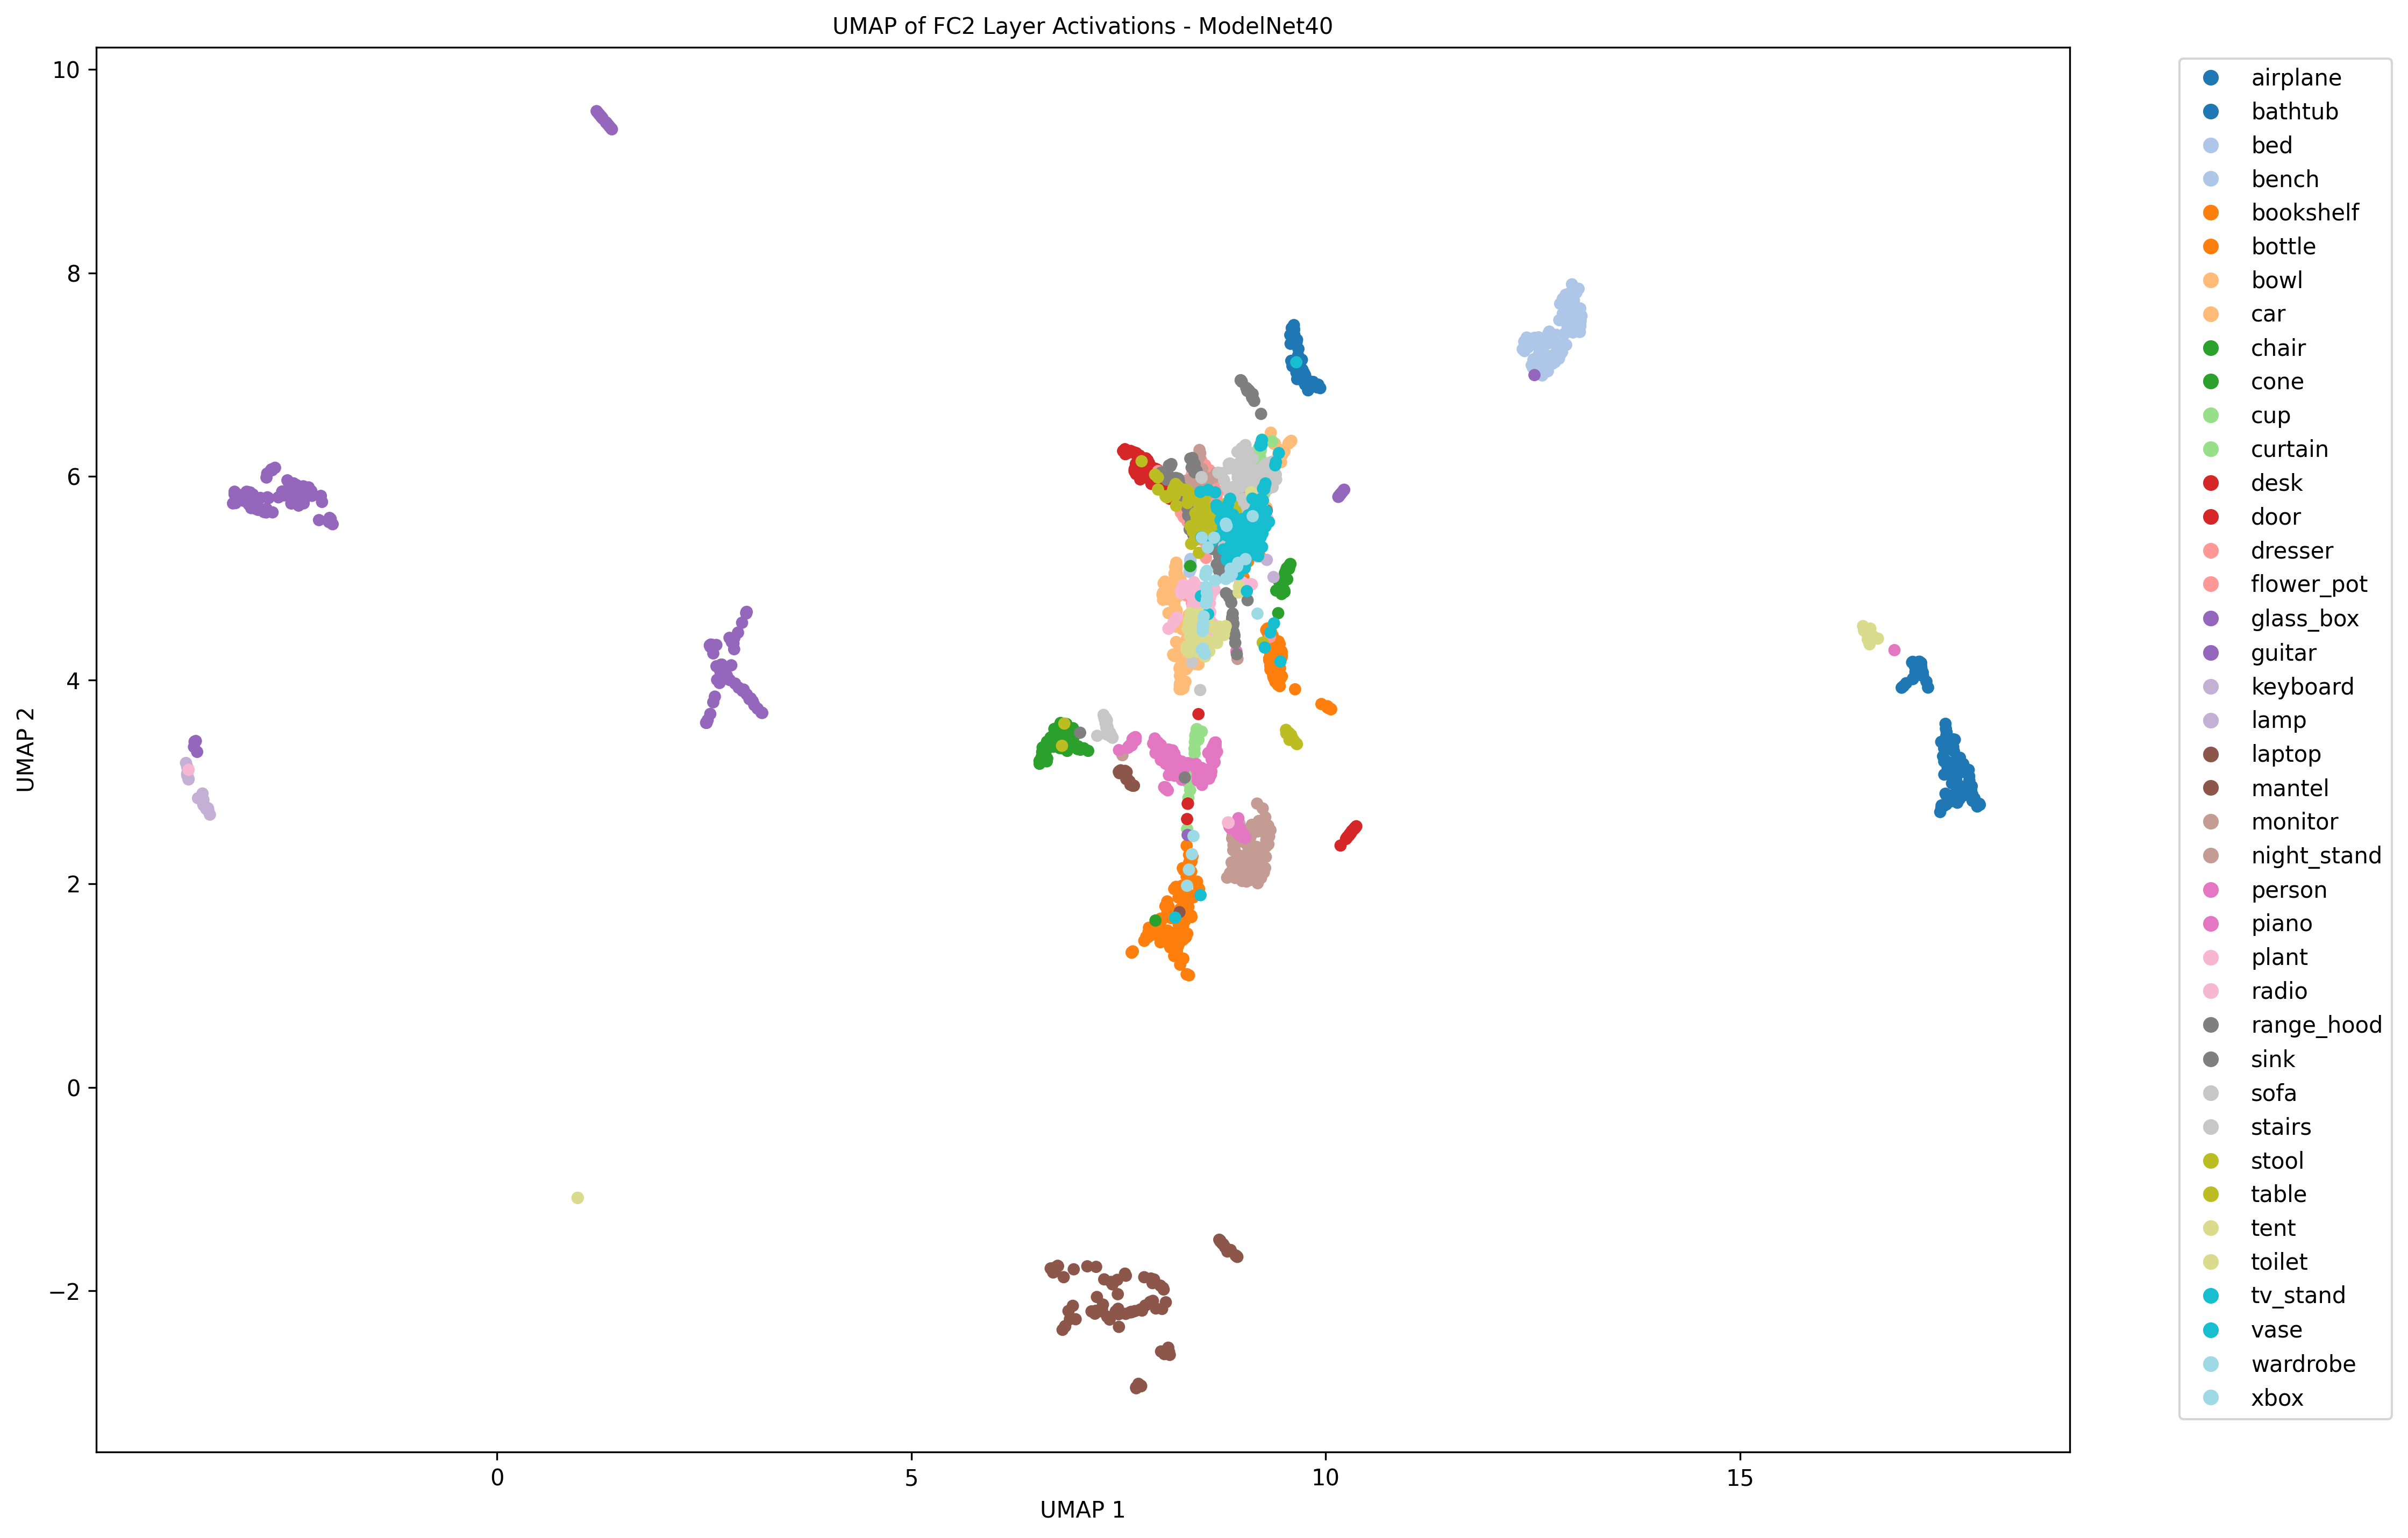 UMAP of FC2 Layer Activations - ModelNet40
10
8
6
4
2
0
−2
UMAP 2
0
5
10
15
UMAP 1
airplane
bathtub
bed
bench
bookshelf
bottle
bowl
car
chair
cone
cup
curtain
desk
door
dresser
flower_pot
glass_box
guitar
keyboard
lamp
laptop
mantel
monitor
night_stand
person
piano
plant
radio
range_hood
sink
sofa
stairs
stool
table
tent
toilet
tv_stand
vase
wardrobe
xbox